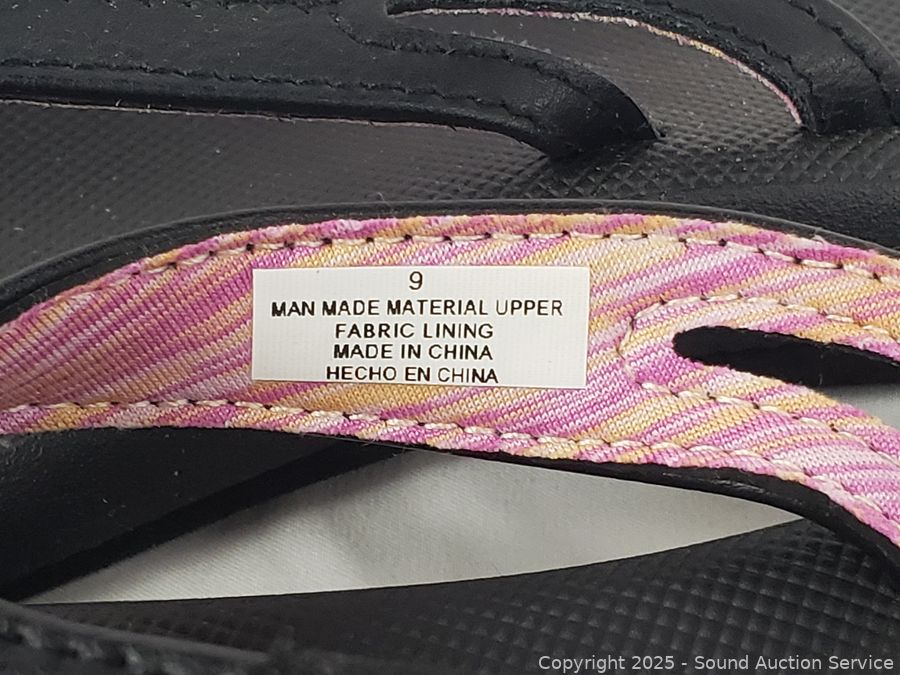 9
MAN MADE MATERIAL UPPER
FABRIC LINING
MADE IN CHINA
HECHO EN CHINA
Copyright 2025 - Sound Auction Service